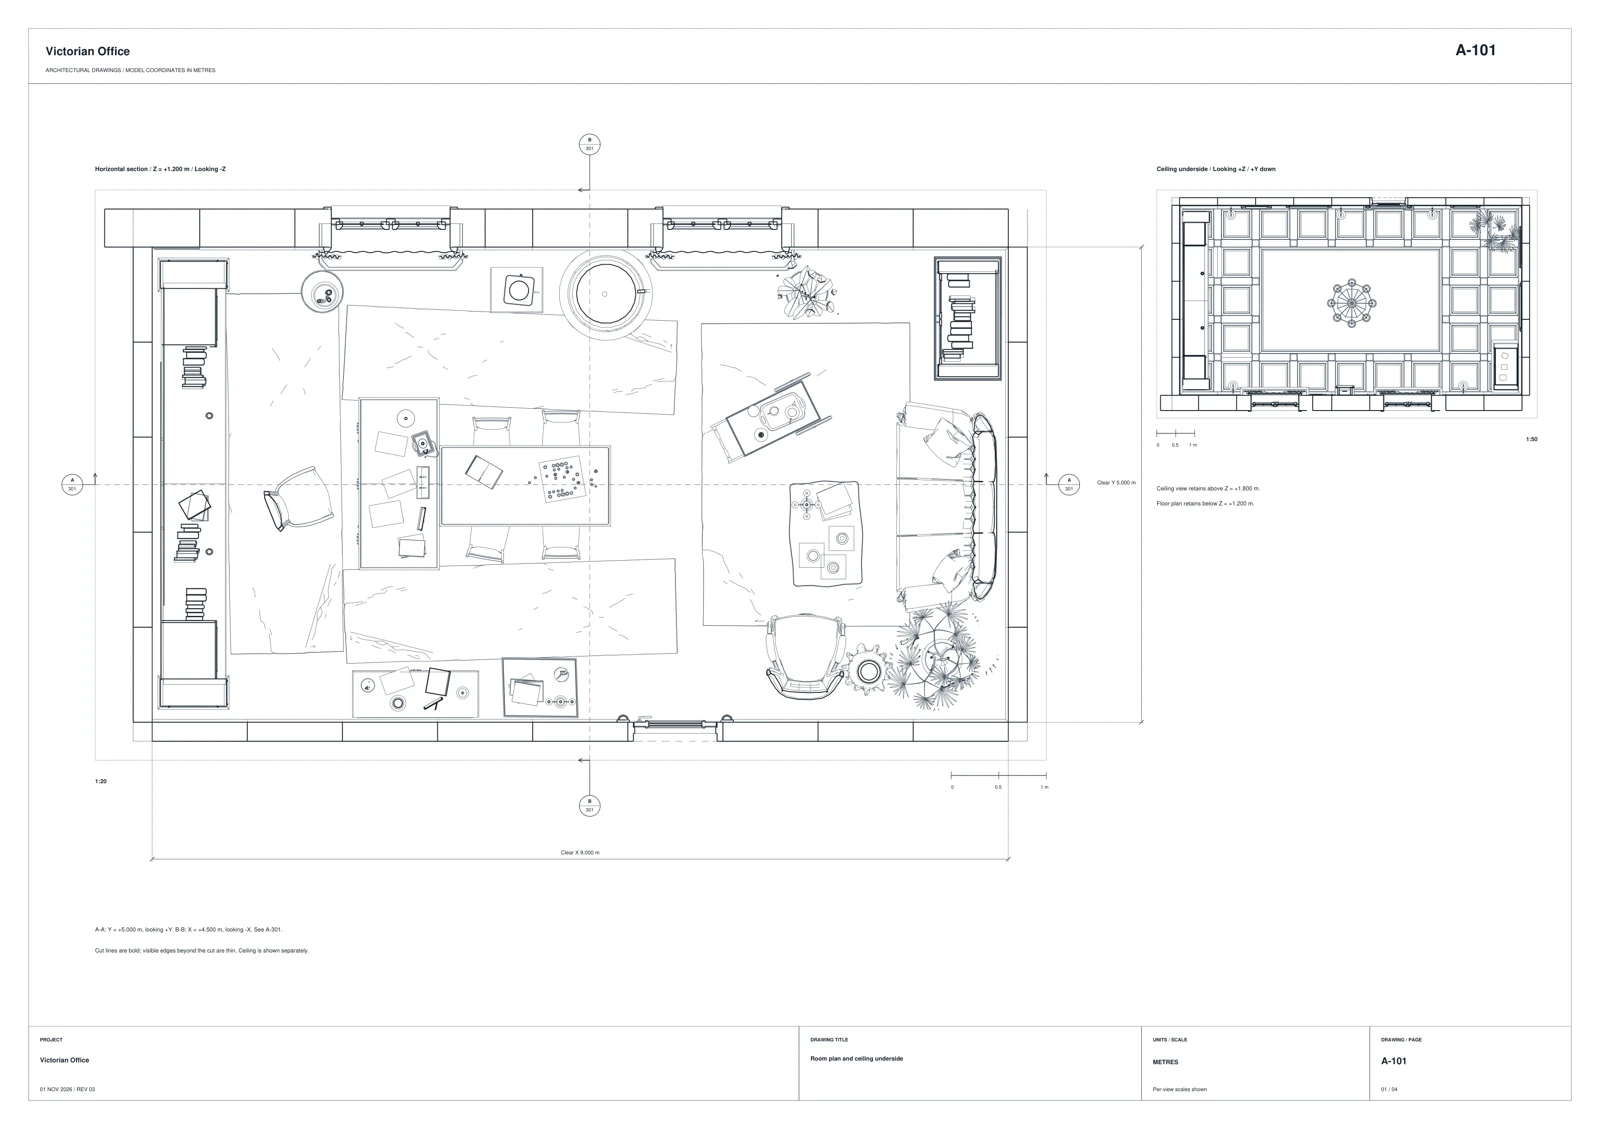 Victorian Office
A-101
ARCHITECTURAL DRAWINGS / MODEL COORDINATES IN METRES
B
301
Horizontal section / Z = +1.200 m / Looking -Z
Ceiling underside / Looking +Z / +Y down
0
0.5
1 m
1:50
A
301
A
301
Clear Y 5.000 m
Ceiling view retains above Z = +1.800 m.
Floor plan retains below Z = +1.200 m.
1:20
0
0.5
1 m
B
301
Clear X 9.000 m
A-A: Y = +5.000 m, looking +Y. B-B: X = +4.500 m, looking -X. See A-301.
Cut lines are bold; visible edges beyond the cut are thin. Ceiling is shown separately.
PROJECT
Victorian Office
01 NOV 2026 / REV 03
DRAWING TITLE
Room plan and ceiling underside
UNITS / SCALE
METRES
Per-view scales shown
DRAWING / PAGE
A-101
01 / 04